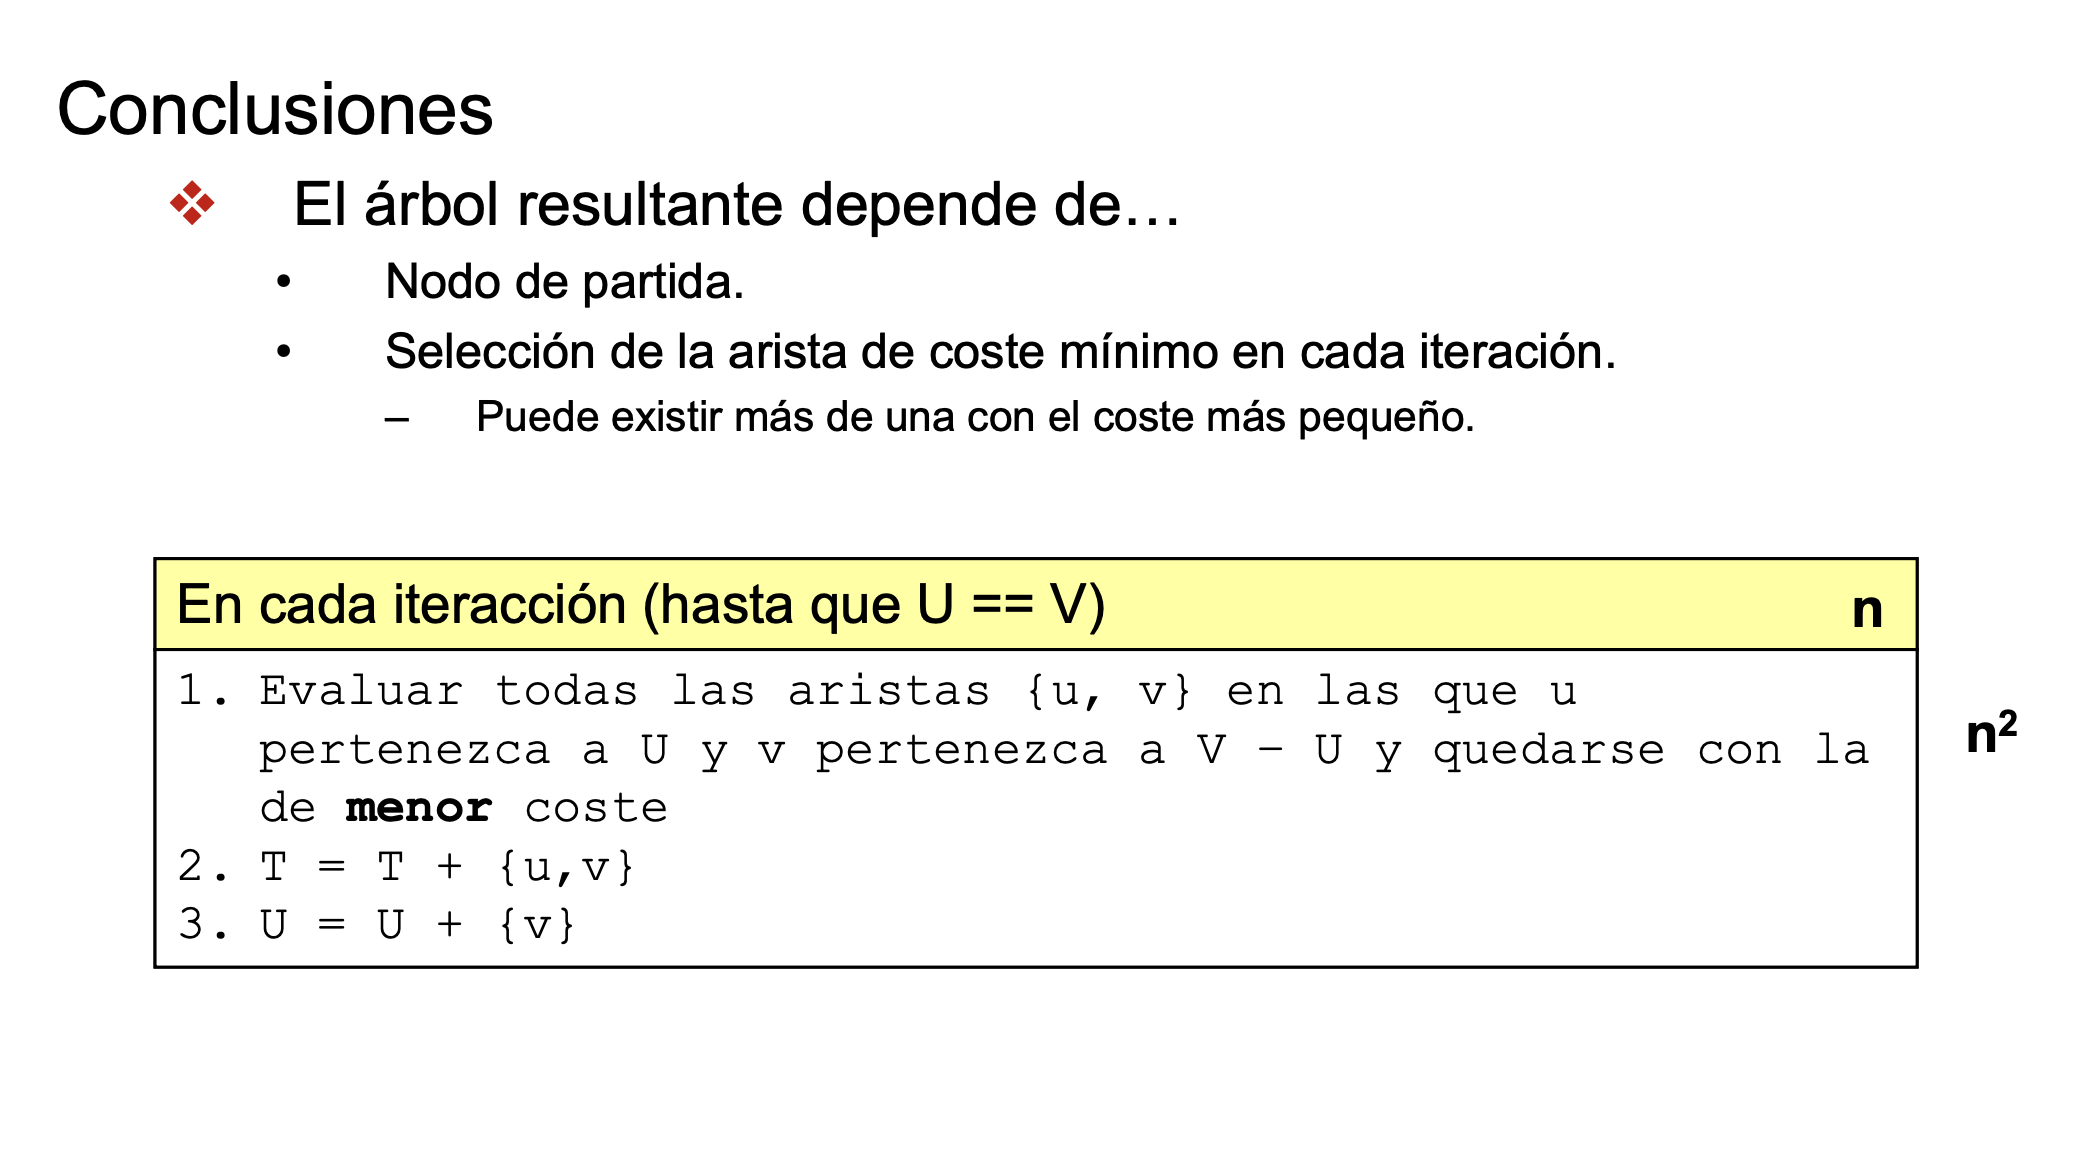 Conclusiones
❖ El árbol resultante depende de…
• Nodo de partida.
• Selección de la arista de coste mínimo en cada iteración.
– Puede existir más de una con el coste más pequeño.
En cada iteracción (hasta que U == V) n
1. Evaluar todas las aristas {u, v} en las que u
pertenezca a U y v pertenezca a V – U y quedarse con la
n²
de menor coste
2. T = T + {u,v}
3. U = U + {v}